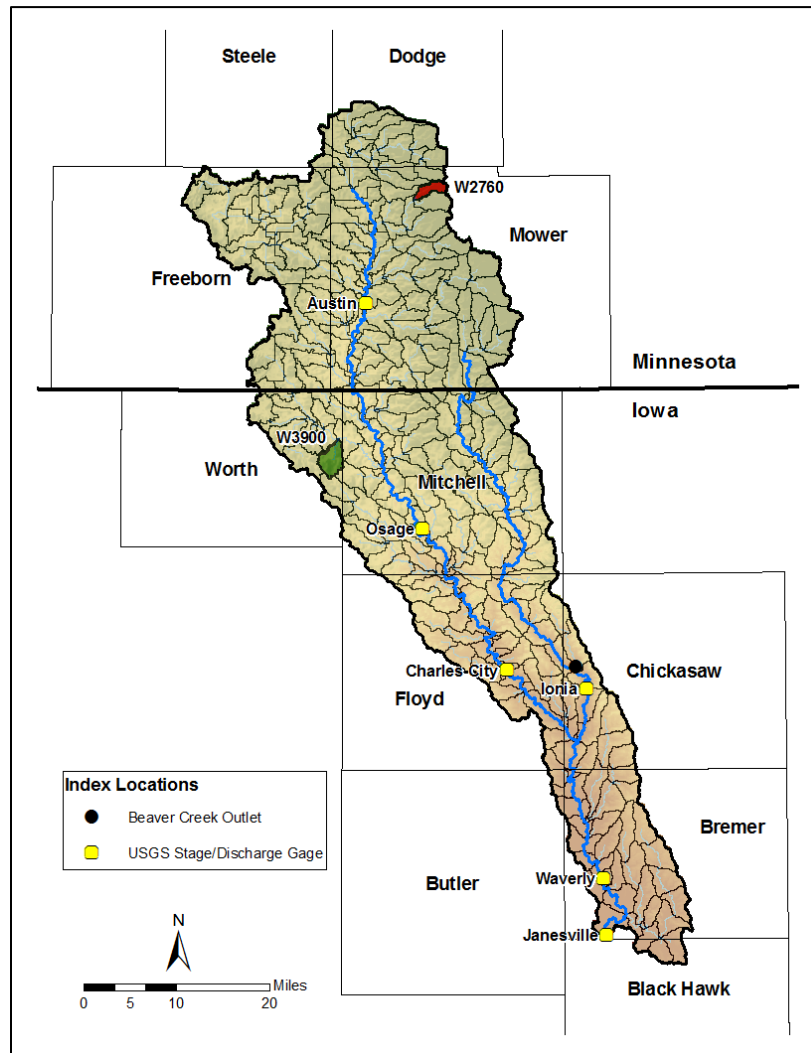 Steele
Dodge
W2760
Mower
Freeborn
Austin
Minnesota
Iowa
W3900
Worth
Mitchell
Osage
Charles City
Chickasaw
Ionia
Floyd
Index Locations
Beaver Creek Outlet
USGS Stage/Discharge Gage
Bremer
Butler
Waverly
N
Janesville
Miles
0 5 10 20
Black Hawk